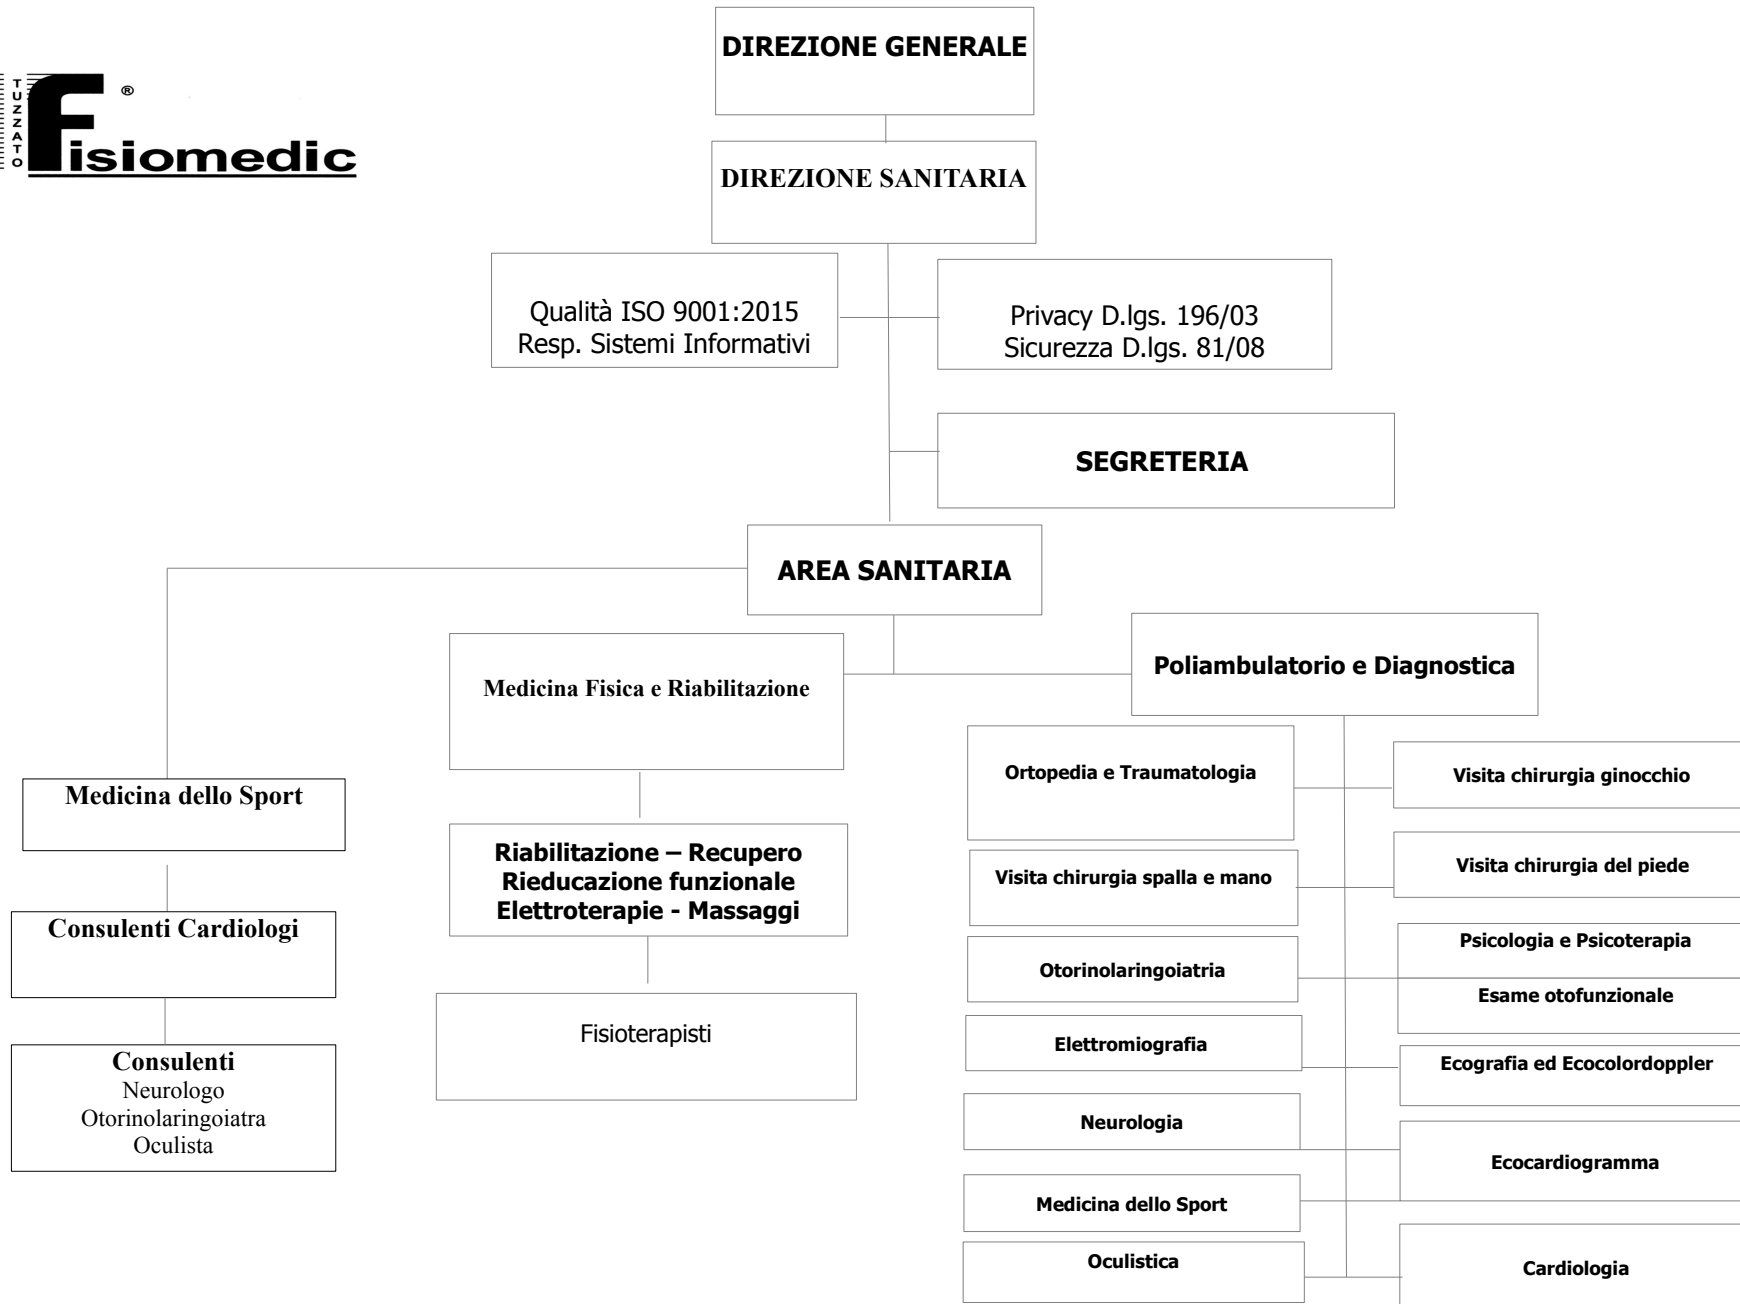 DIREZIONE GENERALE
TUZZATO
Fisiomedic
®
DIREZIONE SANITARIA
Qualità ISO 9001:2015
Resp. Sistemi Informativi
Privacy D.lgs. 196/03
Sicurezza D.lgs. 81/08
SEGRETERIA
AREA SANITARIA
Medicina Fisica e Riabilitazione
Poliambulatorio e Diagnostica
Medicina dello Sport
Consulenti Cardiologi
Consulenti
Neurologo
Otorinolaringoiatra
Oculista
Riabilitazione – Recupero
Rieducazione funzionale
Elettroterapie - Massaggi
Fisioterapisti
Ortopedia e Traumatologia
Visita chirurgia ginocchio
Visita chirurgia spalla e mano
Visita chirurgia del piede
Otorinolaringoiatria
Psicologia e Psicoterapia
Esame otofunzionale
Elettromiografia
Ecografia ed Ecocolordoppler
Neurologia
Ecocardiogramma
Medicina dello Sport
Oculistica
Cardiologia